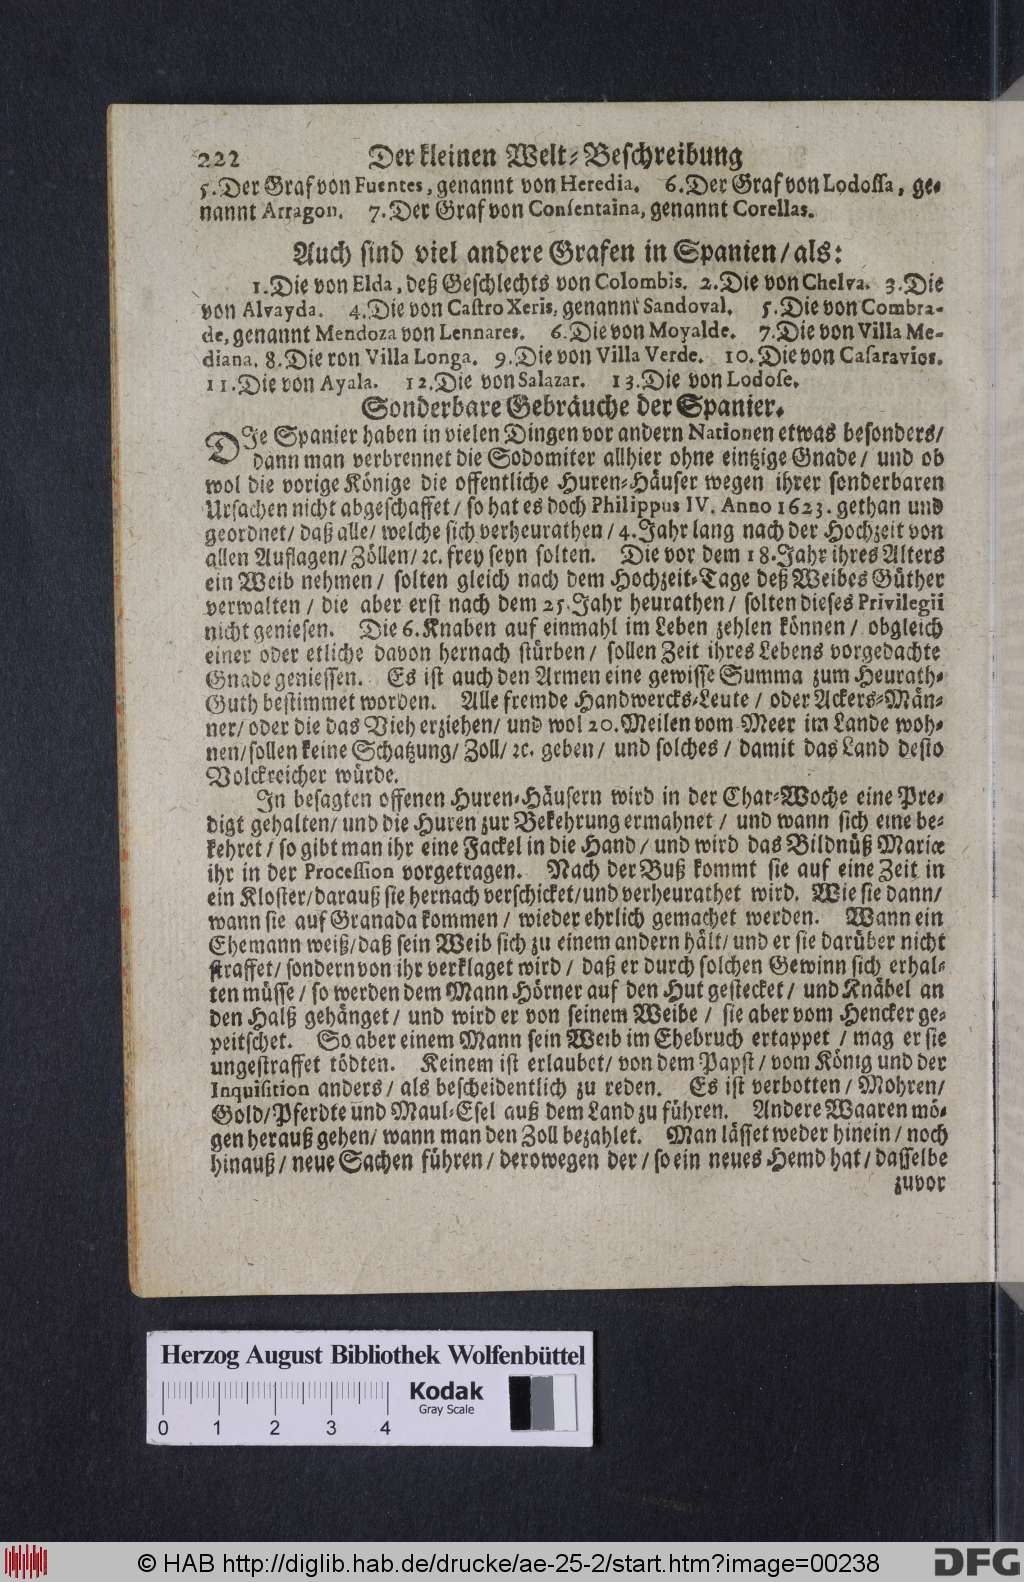 222 Der kleinen Welt-Beschreibung
5. Der Graf von Fuentes, genannt von Heredia. 6. Der Graf von Lodossa, ge-
nannt Arragon. 7. Der Graf von Consentaina, genannt Corellas.
Auch sind viel andere Grafen in Spanien / als:
1. Die von Elda, deß Geschlechts von Colombis. 2. Die von Chelva. 3. Die
von Alvayda. 4. Die von Castro Xeris, genannt Sandoval. 5. Die von Combra-
de, genannt Mendoza von Lennares. 6. Die von Moyalde. 7. Die von Villa Me-
diana. 8. Die von Villa Longa. 9. Die von Villa Verde. 10. Die von Casaravios.
11. Die von Ayala. 12. Die von Salazar. 13. Die von Lodose.
Sonderbare Gebräuche der Spanier.
DIe Spanier haben in vielen Dingen vor andern Nationen etwas besonders /
dann man verbrennet die Sodomiter allhier ohne eintzige Gnade / und ob
wol die vorige Könige die offentliche Huren-Häuser wegen ihrer sonderbaren
Ursachen nicht abgeschaffet / so hat es doch Philippus IV. Anno 1623. gethan und
geordnet / daß alle / welche sich verheurathen / 4. Jahr lang nach der Hochzeit von
allen Auflagen / Zöllen / ꝛc. frey seyn solten. Die vor dem 18. Jahr ihres Alters
ein Weib nehmen / solten gleich nach dem Hochzeit-Tage deß Weibes Güther
verwalten / die aber erst nach dem 25. Jahr heurathen / solten dieses Privilegii
nicht geniesen. Die 6. Knaben auf einmahl im Leben zehlen können / obgleich
einer oder etliche davon hernach stürben / sollen Zeit ihres Lebens vorgedachte
Gnade geniessen. Es ist auch den Armen eine gewisse Summa zum Heurath-
Guth bestimmet worden. Alle fremde Handwercks-Leute / oder Ackers-Män-
ner / oder die das Vieh erziehen / und wol 20. Meilen vom Meer im Lande woh-
nen / sollen keine Schatzung / Zoll / ꝛc. geben / und solches / damit das Land desto
Volckreicher würde.
In besagten offenen Huren-Häusern wird in der Char-Woche eine Pre-
digt gehalten / und die Huren zur Bekehrung ermahnet / und wann sich eine be-
kehret / so gibt man ihr eine Fackel in die Hand / und wird das Bildnüß Mariæ
ihr in der Procession vorgetragen. Nach der Buß kommt sie auf eine Zeit in
ein Kloster / darauß sie hernach verschicket / und verheurathet wird. Wie sie dann /
wann sie auf Granada kommen / wieder ehrlich gemachet werden. Wann ein
Ehemann weiß / daß sein Weib sich zu einem andern hält / und er sie darüber nicht
straffet / sondern von ihr verklaget wird / daß er durch solchen Gewinn sich erhal-
ten müsse / so werden dem Mann Hörner auf den Hut gestecket / und Knäbel an
den Halß gehänget / und wird er von seinem Weibe / sie aber vom Hencker ge-
peitschet. So aber einem Mann sein Weib im Ehebruch ertappet / mag er sie
ungestraffet tödten. Keinem ist erlaubet / von dem Papst / vom König und der
Inquisition anders / als bescheidentlich zu reden. Es ist verbotten / Mohren /
Gold / Pferdte und Maul-Esel auß dem Land zu führen. Andere Waaren mö-
gen herauß gehen / wann man den Zoll bezahlet. Man lässet weder hinein / noch
hinauß / neue Sachen führen / derowegen der / so ein neues Hemd hat / dasselbe
zuvor
Herzog August Bibliothek Wolfenbüttel
Kodak
Gray Scale
0 1 2 3 4
© HAB http://diglib.hab.de/drucke/ae-25-2/start.htm?image=00238
DFG